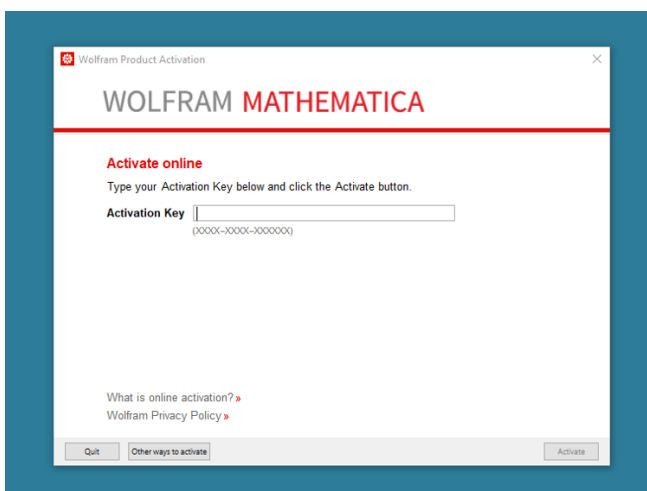 Wolfram Product Activation
WOLFRAM MATHEMATICA
Activate online
Type your Activation Key below and click the Activate button.
Activation Key
(XXXX-XXXX-XXXXXX)
What is online activation? »
Wolfram Privacy Policy »
Quit Other ways to activate Activate